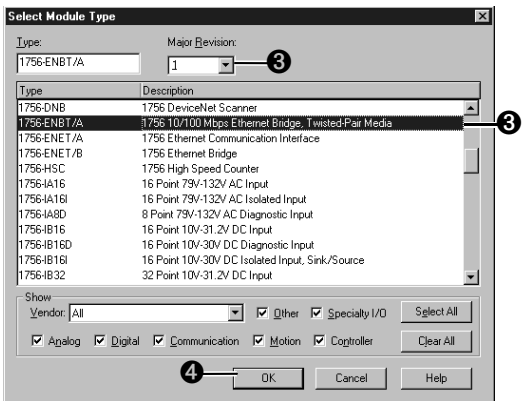 Select Module Type
Type: Major Revision:
1756-ENBT/A 1 3
Type Description
1756-DNB 1756 DeviceNet Scanner
1756-ENBT/A 1756 10/100 Mbps Ethernet Bridge, Twisted-Pair Media 3
1756-ENET/A 1756 Ethernet Communication Interface
1756-ENET/B 1756 Ethernet Bridge
1756-HSC 1756 High Speed Counter
1756-IA16 16 Point 79V-132V AC Input
1756-IA16I 16 Point 79V-132V AC Isolated Input
1756-IA8D 8 Point 79V-132V AC Diagnostic Input
1756-IB16 16 Point 10V-31.2V DC Input
1756-IB16D 16 Point 10V-30V DC Diagnostic Input
1756-IB16I 16 Point 10V-30V DC Isolated Input, Sink/Source
1756-IB32 32 Point 10V-31.2V DC Input
Show
Vendor: All Other Specialty I/O Select All
Analog Digital Communication Motion Controller Clear All
4 OK Cancel Help